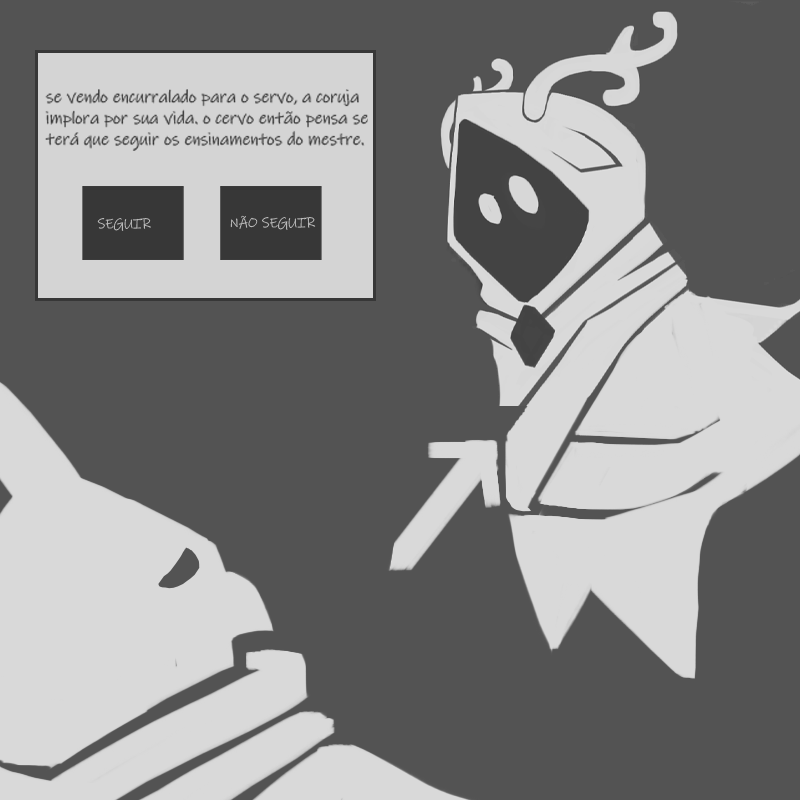 se vendo encurralado para o servo, a coruja
implora por sua vida. o cervo então pensa se
terá que seguir os ensinamentos do mestre.
SEGUIR
NÃO SEGUIR